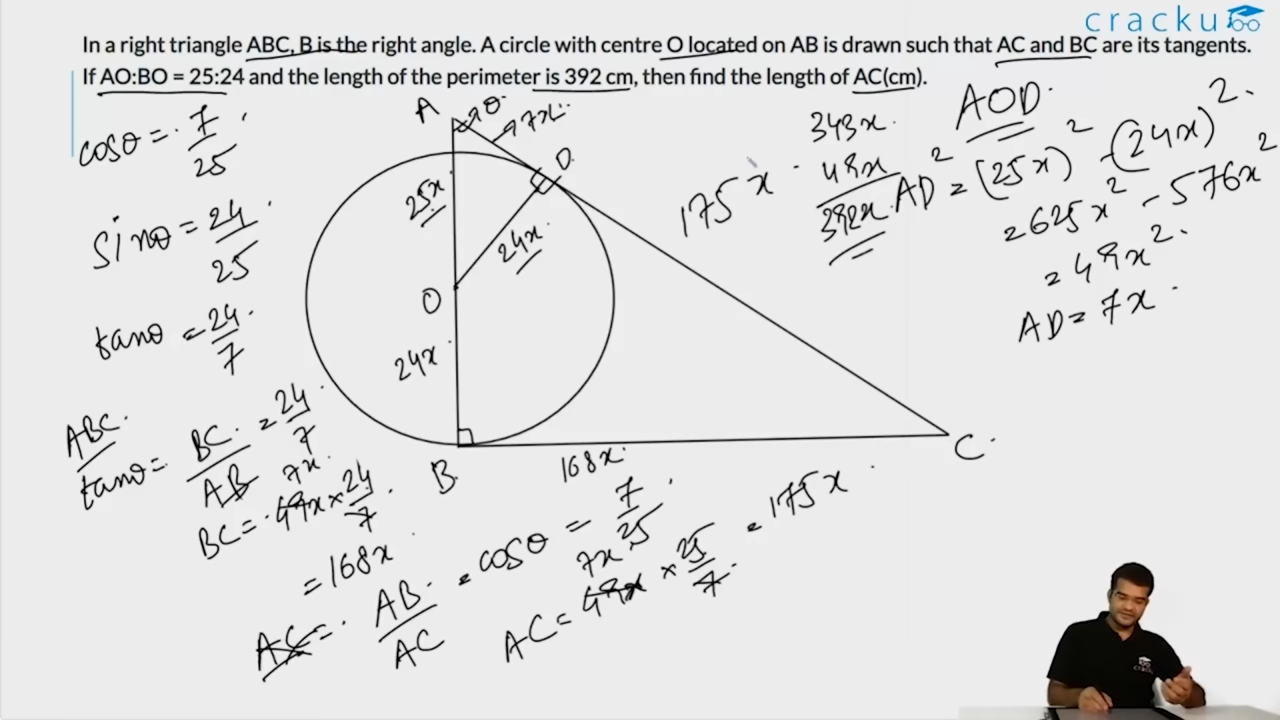 cracku
In a right triangle ABC, B is the right angle. A circle with centre O located on AB is drawn such that AC and BC are its tangents.
If AO:BO = 25:24 and the length of the perimeter is 392 cm, then find the length of AC(cm).
cosθ = 7/25
sinθ = 24/25
tanθ = 24/7
ABC
tanθ = BC/AB = 24/7
BC = 49x × 24/7
7x
= 168x
AC =
AB/AC = cosθ = 7/25
AC = 49x × 25/7 = 175x
7x
A
θ
7x
D
25x
24x
O
24x
B
168x
C
175x
343x
49x
392x
AOD
AD² = (25x)² - (24x)²
= 625x² - 576x²
= 49x²
AD = 7x